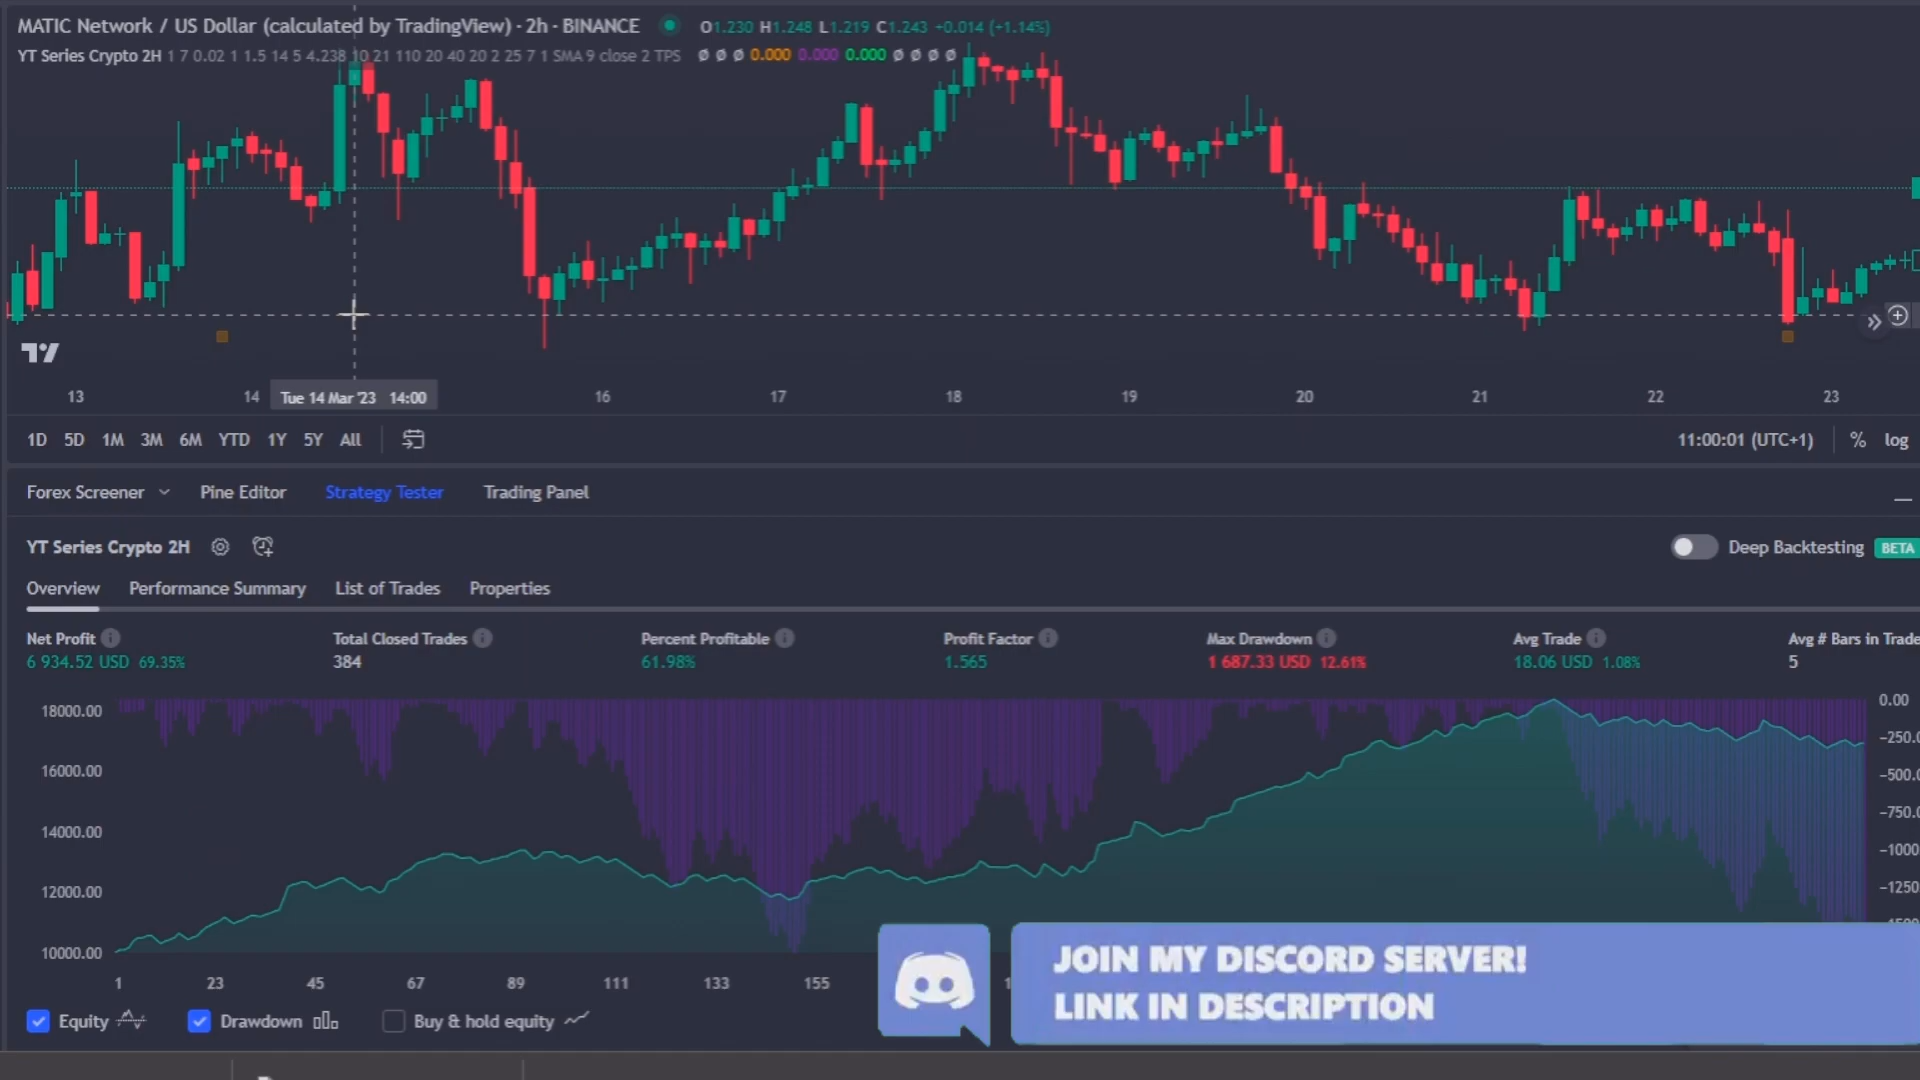 MATIC Network / US Dollar (calculated by TradingView) · 2h · BINANCE O1.230 H1.248 L1.219 C1.243 +0.014 (+1.14%)
YT Series Crypto 2H 1 7 0.02 1 1.5 14 5 4.238 10 21 110 20 40 20 2 25 7 1 SMA 9 close 2 TPS ø ø ø 0.000 0.000 0.000 ø ø ø ø
13 14 Tue 14 Mar '23 14:00 16 17 18 19 20 21 22 23
1D 5D 1M 3M 6M YTD 1Y 5Y All 11:00:01 (UTC+1) % log
Forex Screener Pine Editor Strategy Tester Trading Panel
YT Series Crypto 2H Deep Backtesting BETA
Overview Performance Summary List of Trades Properties
Net Profit Total Closed Trades Percent Profitable Profit Factor Max Drawdown Avg Trade Avg # Bars in Trade
6 934.52 USD 69.35% 384 61.98% 1.565 1 687.33 USD 12.61% 18.06 USD 1.08% 5
18000.00 0.00
−250.0
16000.00 −500.0
−750.0
14000.00 −1000
12000.00 −1250
10000.00
1 23 45 67 89 111 133 155
Equity Drawdown Buy & hold equity
JOIN MY DISCORD SERVER!
LINK IN DESCRIPTION